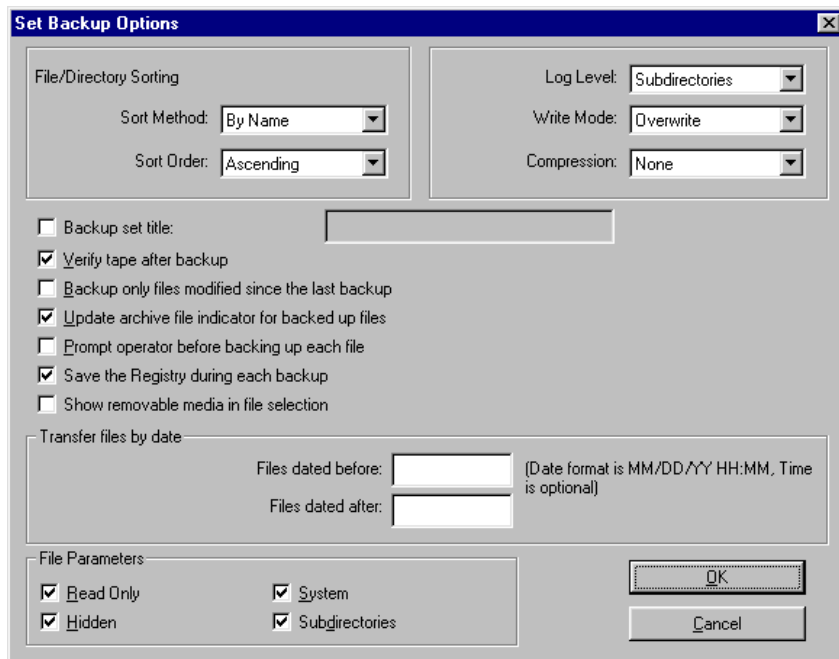 Set Backup Options
File/Directory Sorting
Sort Method: By Name
Sort Order: Ascending
Log Level: Subdirectories
Write Mode: Overwrite
Compression: None
Backup set title:
Verify tape after backup
Backup only files modified since the last backup
Update archive file indicator for backed up files
Prompt operator before backing up each file
Save the Registry during each backup
Show removable media in file selection
Transfer files by date
Files dated before:
Files dated after:
(Date format is MM/DD/YY HH:MM, Time
is optional)
File Parameters
Read Only
System
Hidden
Subdirectories
OK
Cancel